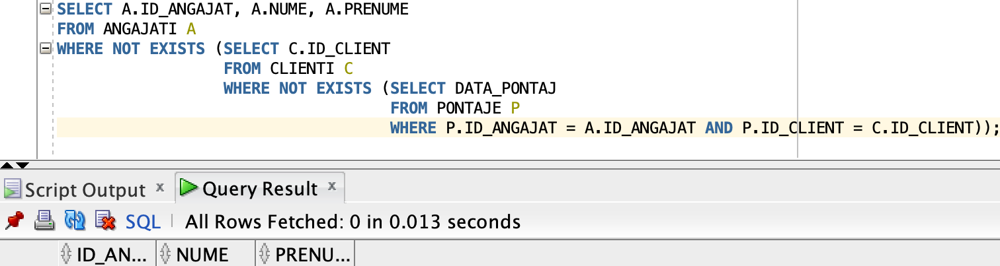 SELECT A.ID_ANGAJAT, A.NUME, A.PRENUME
FROM ANGAJATI A
WHERE NOT EXISTS (SELECT C.ID_CLIENT
FROM CLIENTI C
WHERE NOT EXISTS (SELECT DATA_PONTAJ
FROM PONTAJE P
WHERE P.ID_ANGAJAT = A.ID_ANGAJAT AND P.ID_CLIENT = C.ID_CLIENT));
Script Output x Query Result x
SQL All Rows Fetched: 0 in 0.013 seconds
ID_AN... NUME PRENU...